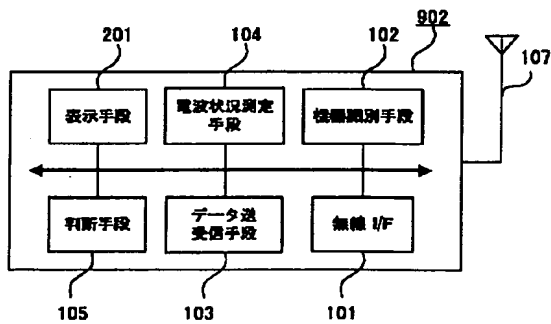 201
104
102
902
107
表示手段
電波状況測定
手段
機器識別手段
判断手段
データ送
受信手段
無線 I/F
105
103
101